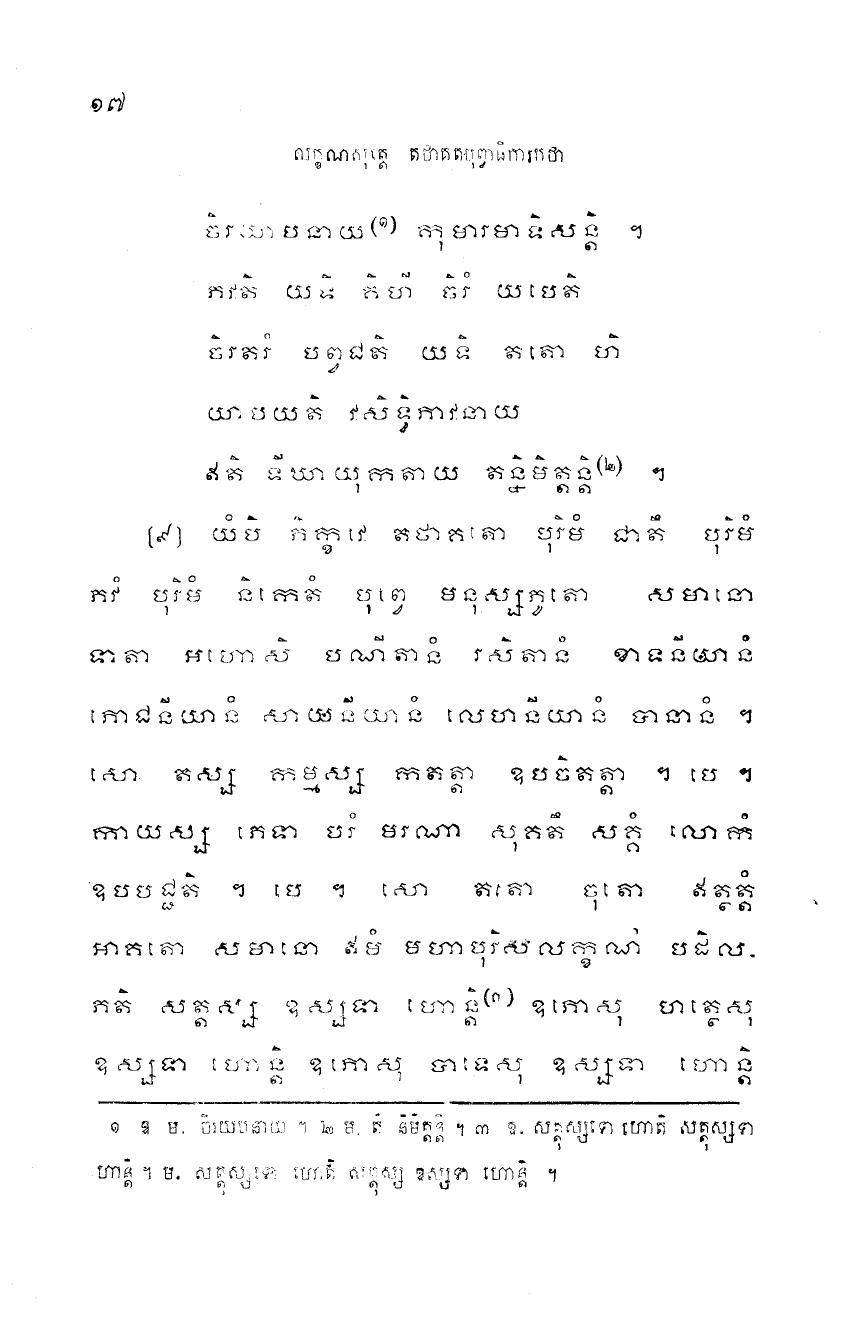 ១៧
លក្ខណសុត្តេ តថាគតបុព្វាធិការកថា
ចិរយាបនាយ(១) កុមារមាទិសន្តិ ។
ភវតិ យទិ គិហី ចិរំ យបេតិ
ចិរតរំ បព្វជតិ យទិ តតោ ហិ
យាបយតិ វសិទ្ធិភាវនាយ
ឥតិ ទីឃាយុកតាយ តន្និមិត្តន្តិ(២) ។
[៩] យំបិ ភិក្ខវេ តថាគតោ បុរិមំ ជាតឹ បុរិមំ
ភវំ បុរិមំ និកេតំ បុព្វេ មនុស្សភូតោ សមានោ
ទាតា អហោសិ បណីតានំ រសិតានំ ខាទនីយានំ
ភោជនីយានំ សាយនីយានំ លេហនីយានំ បានានំ ។
សោ តស្ស កម្មស្ស កតត្តា ឧបចិតត្តា ។ បេ ។
កាយស្ស ភេទា បរំ មរណា សុគតឹ សគ្គំ លោកំ
ឧបបជ្ជតិ ។ បេ ។ សោ តតោ ចុតោ ឥត្ថត្តំ
អាគតោ សមានោ ឥមំ មហាបុរិសលក្ខណំ បដិល.
ភតិ សត្តស្ស ឧស្សទា ហោន្តិ(៣) ឧភោសុ ហត្ថេសុ
ឧស្សទា ហោន្តិ ឧភោសុ បាទេសុ ឧស្សទា ហោន្តិ
១ ឱ ម. ចិរយបនាយ ។ ២ ម. តំ និមិត្តន្តិ ។ ៣ ឱ. សត្តុស្សទោ ហោតិ សត្តុស្សទា
ហោន្តិ ។ ម. សត្តុស្សទោ ហោតិ សត្តុស្ស ឧស្សទា ហោន្តិ ។